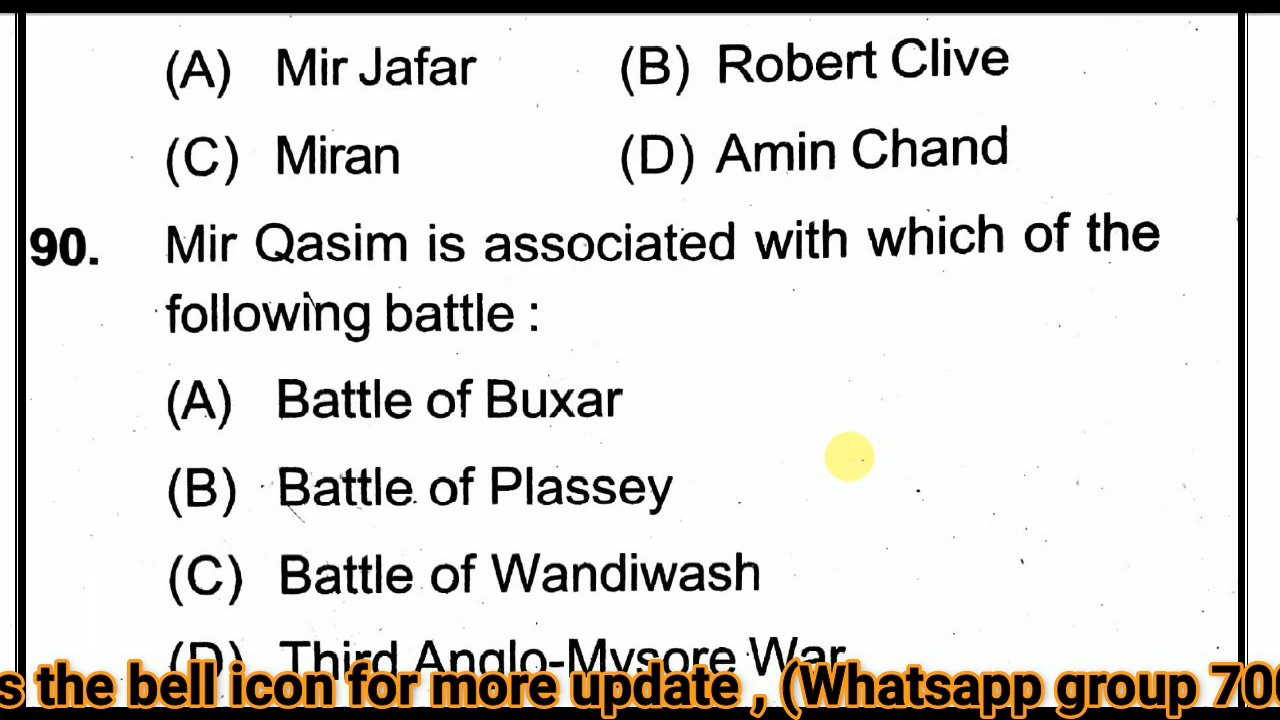 (A) Mir Jafar (B) Robert Clive
(C) Miran (D) Amin Chand
90. Mir Qasim is associated with which of the
following battle :
(A) Battle of Buxar
(B) Battle of Plassey
(C) Battle of Wandiwash
(D) Third Anglo-Mysore War
s the bell icon for more update , (Whatsapp group 70